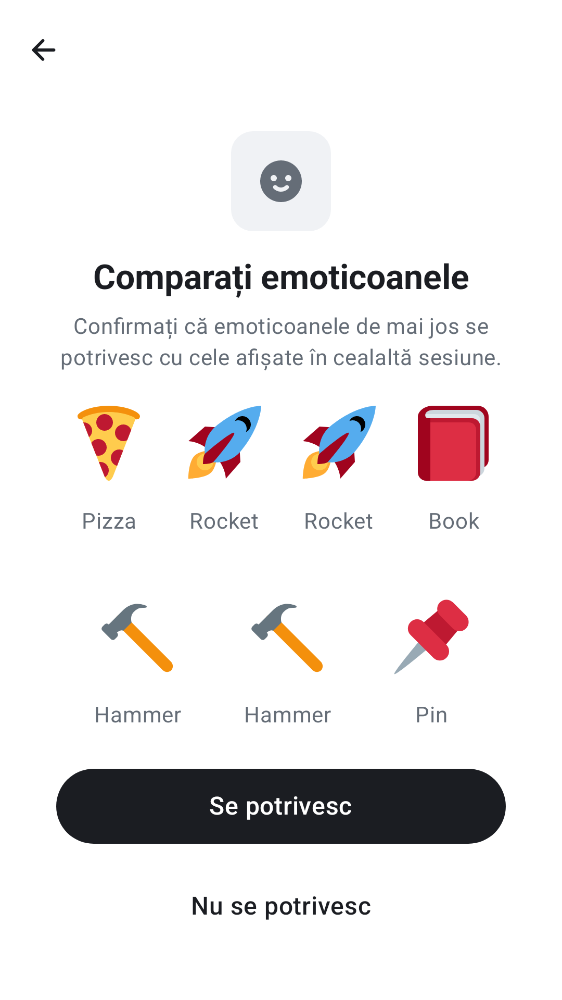 Comparați emoticoanele
Confirmați că emoticoanele de mai jos se
potrivesc cu cele afișate în cealaltă sesiune.
Pizza Rocket Rocket Book
Hammer Hammer Pin
Se potrivesc
Nu se potrivesc